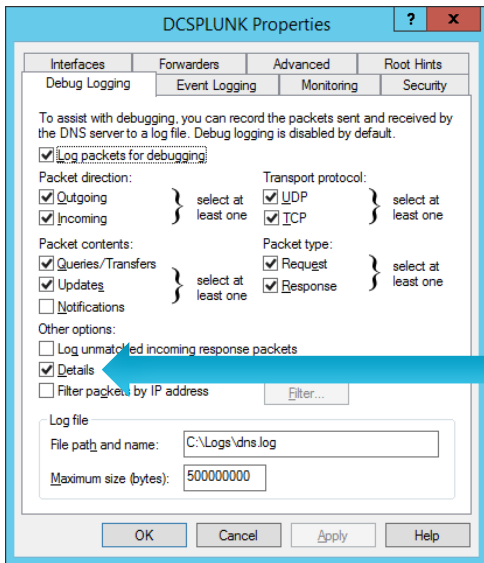 DCSPLUNK Properties
? x
Interfaces Forwarders Advanced Root Hints
Debug Logging Event Logging Monitoring Security
To assist with debugging, you can record the packets sent and received by
the DNS server to a log file. Debug logging is disabled by default.
Log packets for debugging
Packet direction: Transport protocol:
Outgoing } select at UDP } select at
Incoming least one TCP least one
Packet contents: Packet type:
Queries/Transfers } select at Request } select at
Updates least one Response least one
Notifications
Other options:
Log unmatched incoming response packets
Details
Filter packets by IP address Filter...
Log file
File path and name: C:\Logs\dns.log
Maximum size (bytes): 500000000
OK Cancel Apply Help